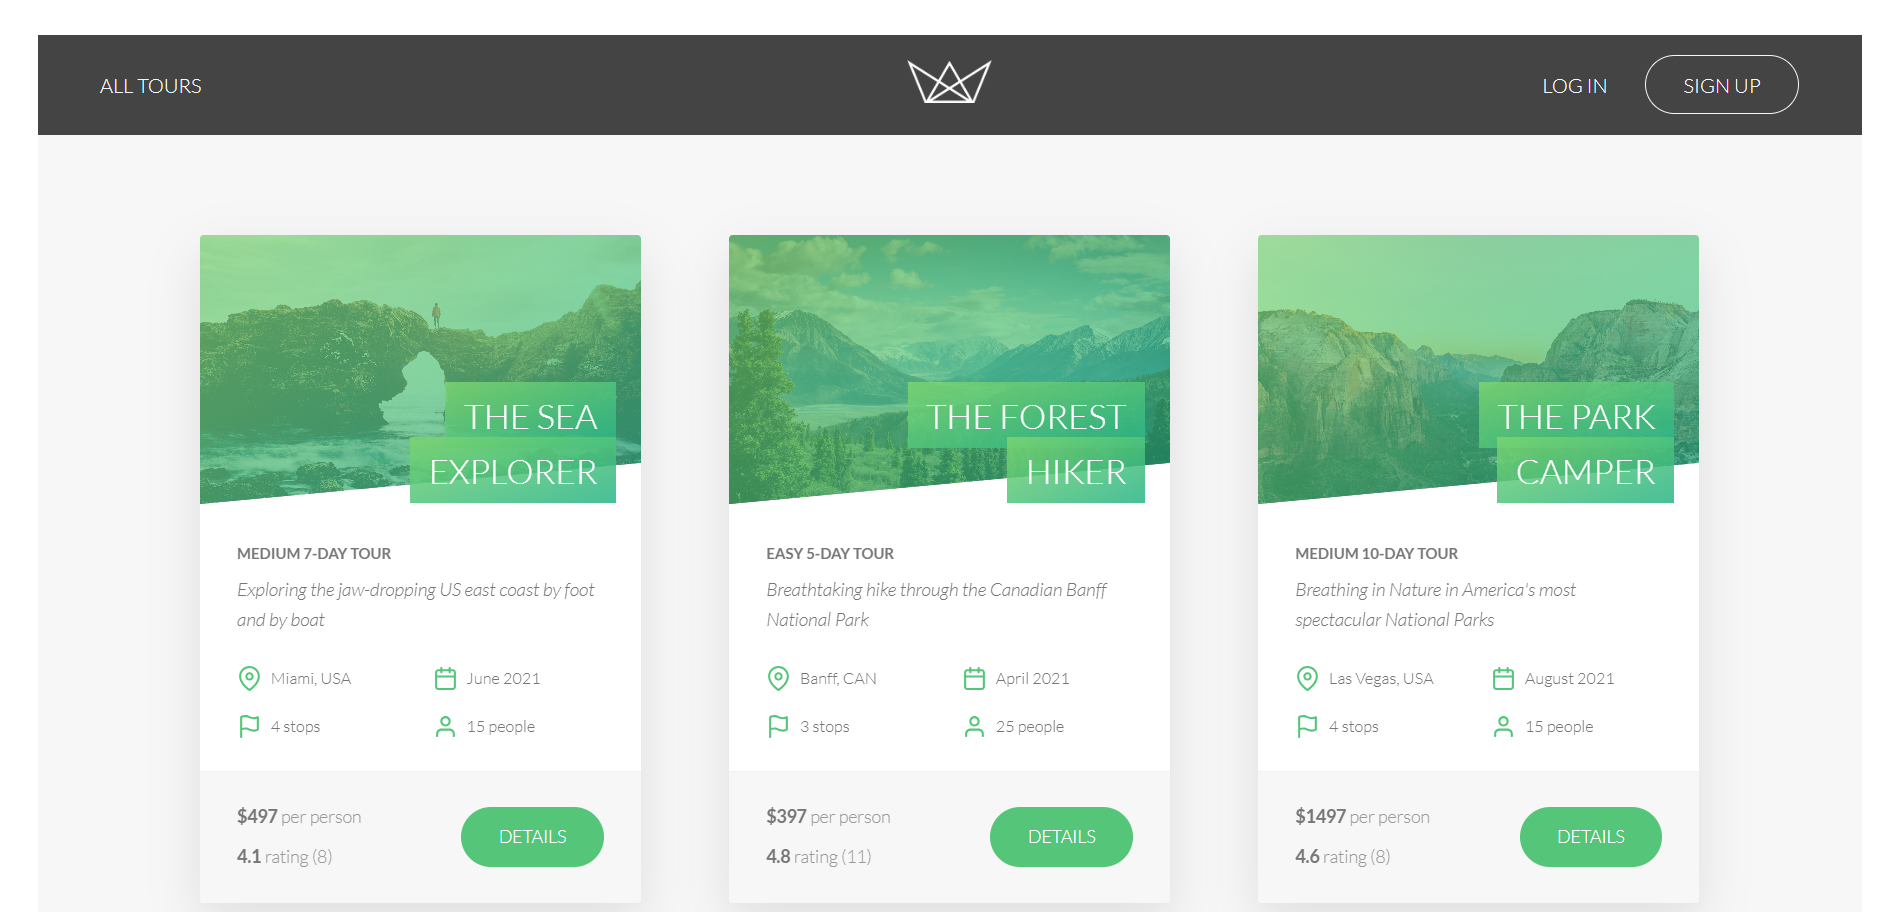 ALL TOURS
LOG IN
SIGN UP
THE SEA
EXPLORER
MEDIUM 7-DAY TOUR
Exploring the jaw-dropping US east coast by foot
and by boat
Miami, USA
June 2021
4 stops
15 people
$497 per person
4.1 rating (8)
DETAILS
THE FOREST
HIKER
EASY 5-DAY TOUR
Breathtaking hike through the Canadian Banff
National Park
Banff, CAN
April 2021
3 stops
25 people
$397 per person
4.8 rating (11)
DETAILS
THE PARK
CAMPER
MEDIUM 10-DAY TOUR
Breathing in Nature in America's most
spectacular National Parks
Las Vegas, USA
August 2021
4 stops
15 people
$1497 per person
4.6 rating (8)
DETAILS